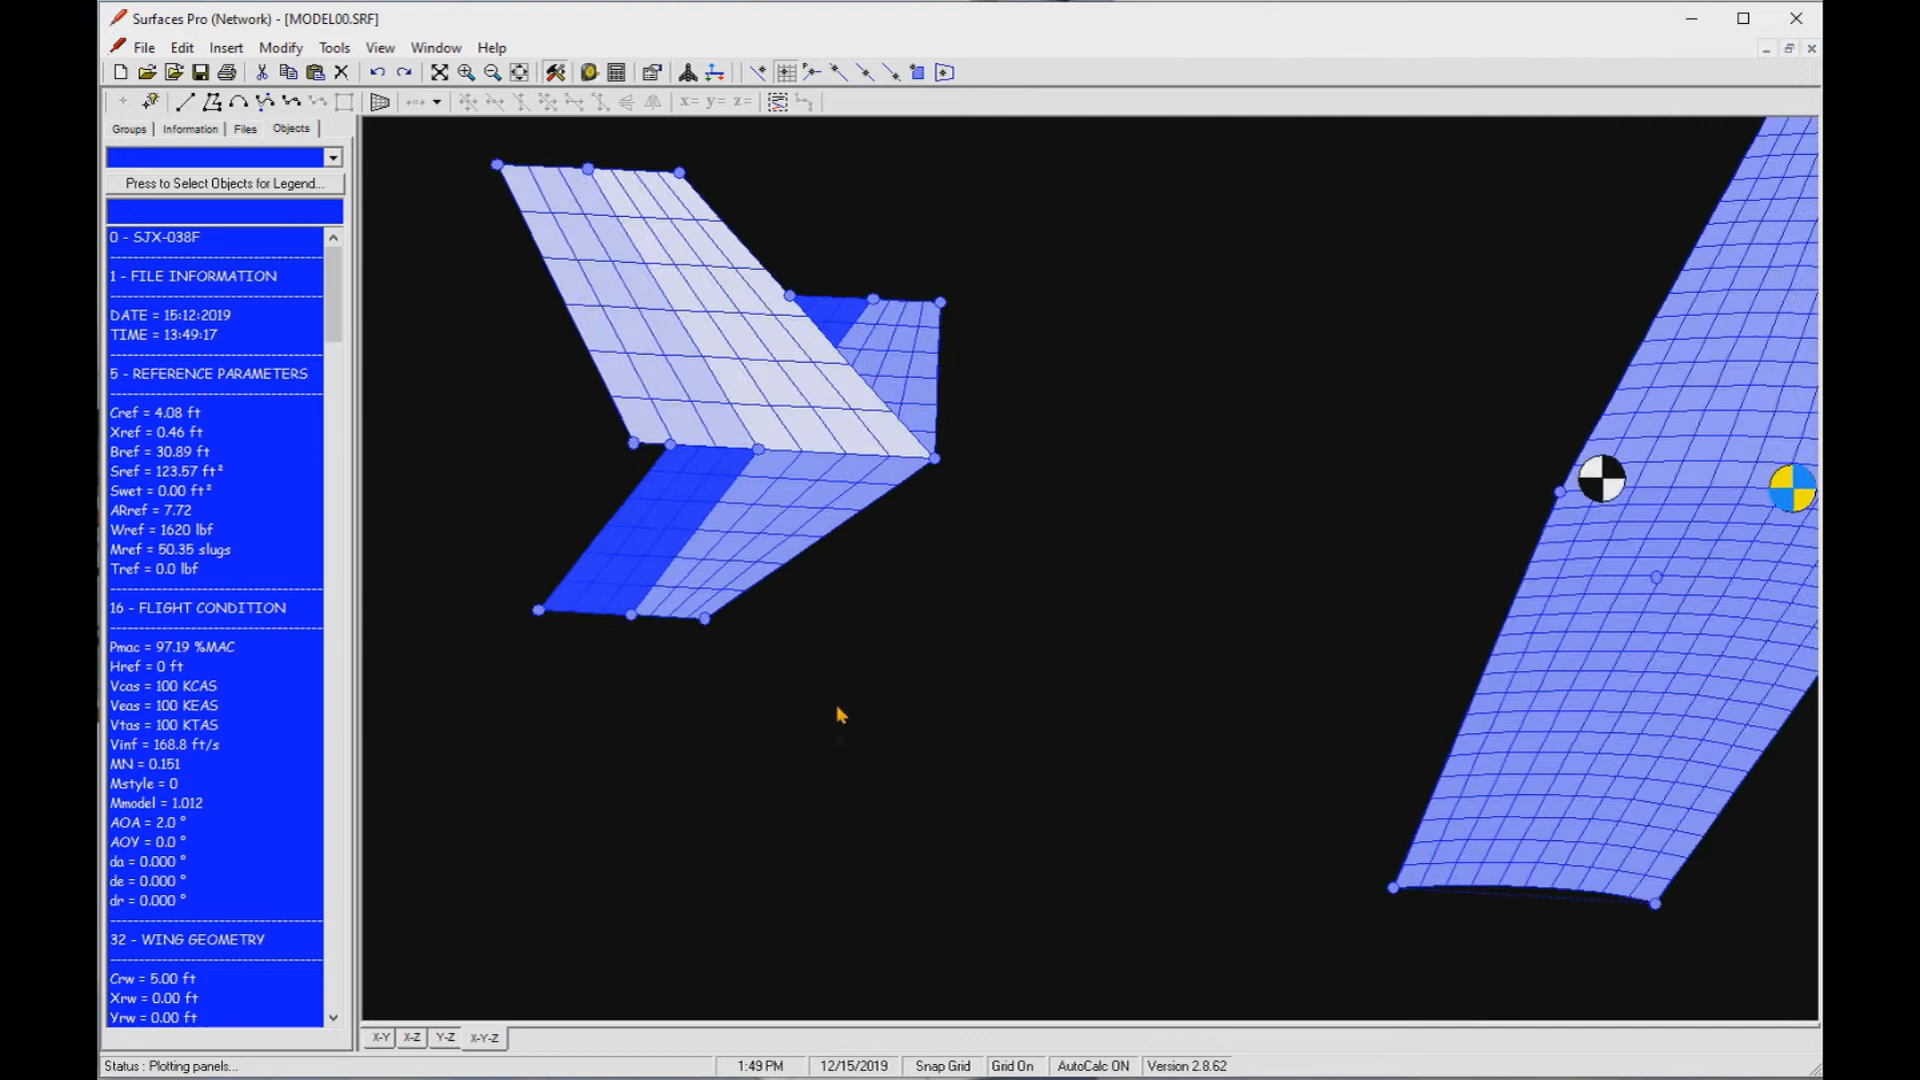 Surfaces Pro (Network) - [MODEL00.SRF]
File Edit Insert Modify Tools View Window Help
x= y= z=
Groups Information Files Objects
Press to Select Objects for Legend...
0 - SJX-038F
1 - FILE INFORMATION
DATE = 15:12:2019
TIME = 13:49:17
5 - REFERENCE PARAMETERS
Cref = 4.08 ft
Xref = 0.46 ft
Bref = 30.89 ft
Sref = 123.57 ft²
Swet = 0.00 ft²
ARref = 7.72
Wref = 1620 lbf
Mref = 50.35 slugs
Tref = 0.0 lbf
16 - FLIGHT CONDITION
Pmac = 97.19 %MAC
Href = 0 ft
Vcas = 100 KCAS
Veas = 100 KEAS
Vtas = 100 KTAS
Vinf = 168.8 ft/s
MN = 0.151
Mstyle = 0
Mmodel = 1.012
AOA = 2.0 °
AOY = 0.0 °
da = 0.000 °
de = 0.000 °
dr = 0.000 °
32 - WING GEOMETRY
Crw = 5.00 ft
Xrw = 0.00 ft
Yrw = 0.00 ft
X-Y X-Z Y-Z X-Y-Z
Status : Plotting panels... 1:49 PM 12/15/2019 Snap Grid Grid On AutoCalc ON Version 2.8.62